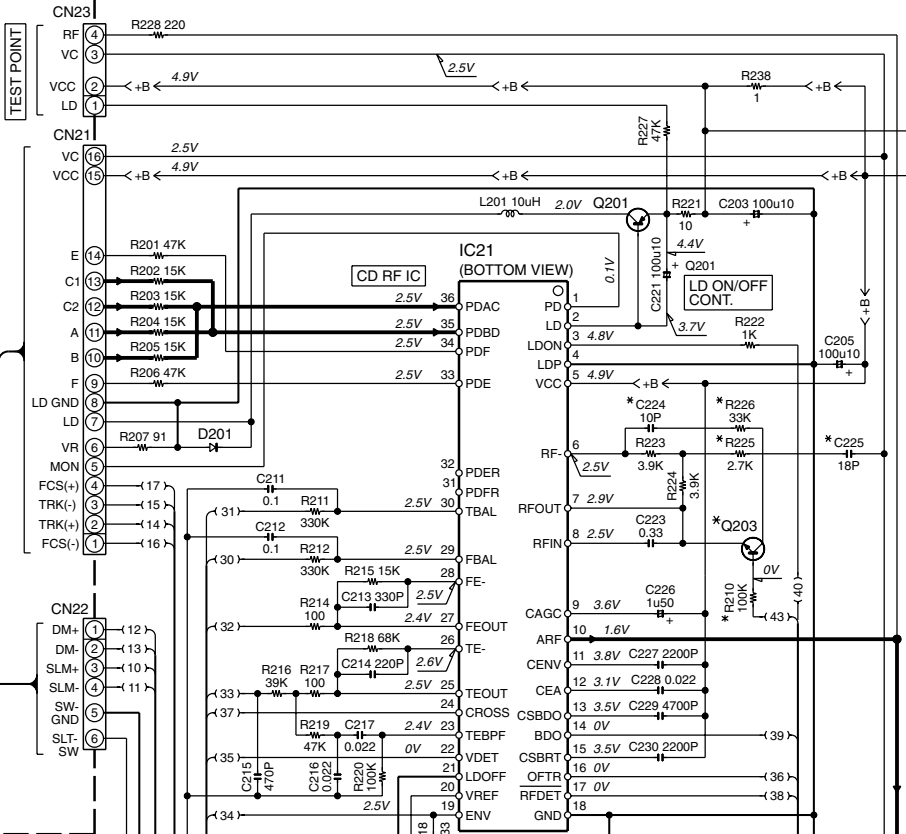 CN23
TEST POINT
RF 4 R228 220
VC 3 2.5V
VCC 2 +B 4.9V +B R238 1 +B
LD 1
R227 47K
CN21
VC 16 2.5V
VCC 15 +B 4.9V +B +B
L201 10uH 2.0V Q201 R221 10 C203 100u10 +
IC21
(BOTTOM VIEW)
CD RF IC
0.1V
C221 100u10 +
4.4V
Q201
LD ON/OFF
CONT.
3.7V
+B
E 14 R201 47K
C1 13 R202 15K
C2 12 R203 15K 2.5V 36 PDAC
A 11 R204 15K 2.5V 35 PDBD
2.5V 34 PDF
B 10 R205 15K
F 9 R206 47K 2.5V 33 PDE
LD GND 8
LD 7
VR 6 R207 91 D201
MON 5
FCS(+) 4 17
TRK(-) 3 15
TRK(+) 2 14
FCS(-) 1 16
32 PDER
31 PDFR
C211 0.1
31 R211 330K 2.5V 30 TBAL
C212 0.1
30 R212 330K 2.5V 29 FBAL
R215 15K 28 FE-
C213 330P 2.5V
32 R214 100 2.4V 27 FEOUT
R218 68K 26 TE-
C214 220P 2.6V
33 R216 39K R217 100 2.5V 25 TEOUT
37 24 CROSS
R219 47K C217 0.022 2.4V 23 TEBPF
35 0V 22 VDET
C215 470P C216 0.022 R220 100K
21 LDOFF
20 VREF
34 2.5V 19 ENV
18
33
CN22
DM+ 1 12
DM- 2 13
SLM+ 3 10
SLM- 4 11
SW-
GND 5
SLT-
SW 6
PD 1
LD 2
LDON 3 4.8V R222 1K
LDP 4 C205 100u10 +
VCC 5 4.9V +B
*C224 10P *R226 33K
RF- 6 2.5V R223 3.9K *R225 2.7K *C225 18P
R224 3.9K
RFOUT 7 2.9V
RFIN 8 2.5V C223 0.33 *Q203
0V
*R210 100K
40
43
CAGC 9 3.6V C226 1u50 +
ARF 10 1.6V
CENV 11 3.8V C227 2200P
CEA 12 3.1V C228 0.022
CSBDO 13 3.5V C229 4700P
BDO 14 0V 39
CSBRT 15 3.5V C230 2200P
OFTR 16 0V 36
RFDET 17 0V 38
GND 18